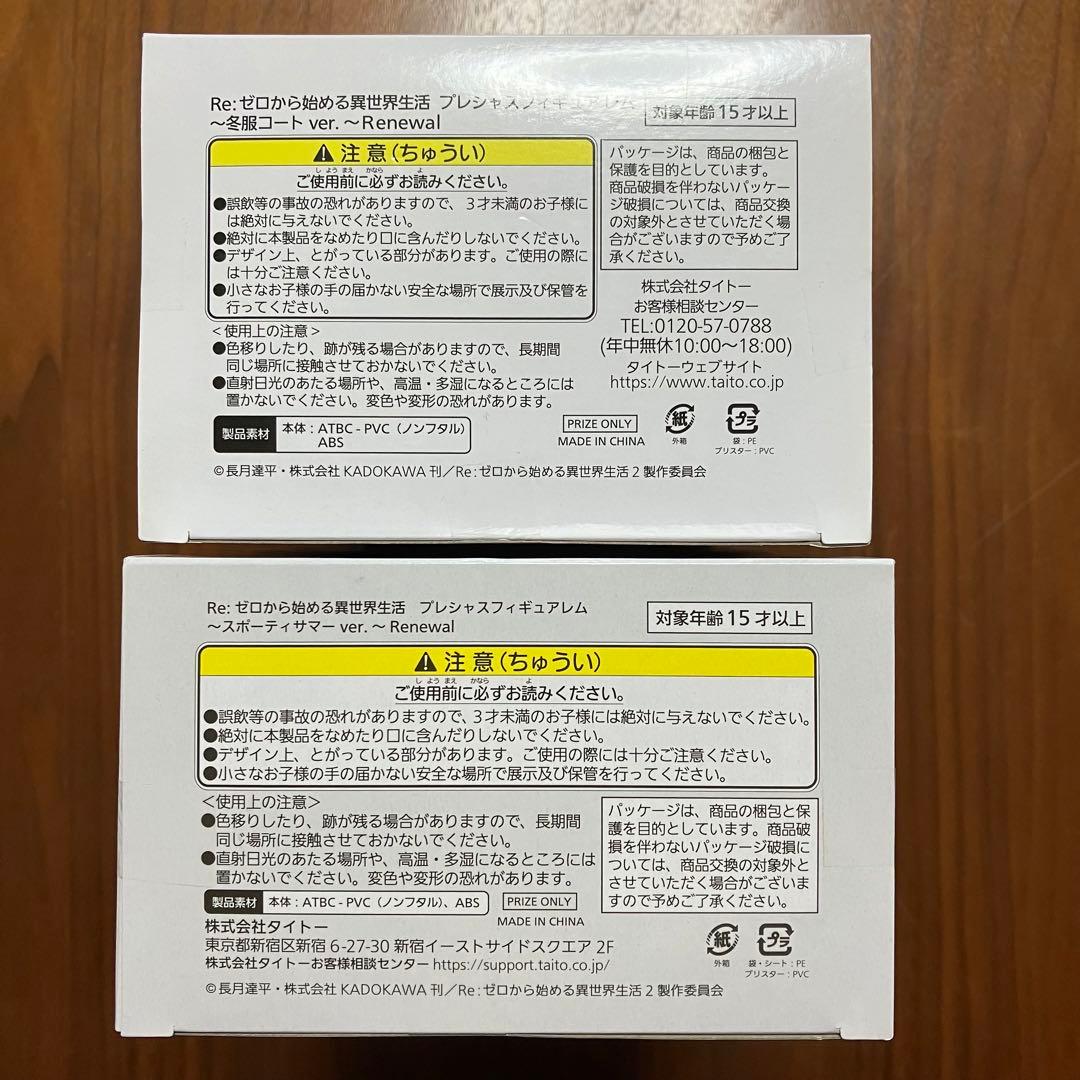 Re:ゼロから始める異世界生活 プレシャスフィギュアレム
～冬服コート ver.～Renewal
対象年齢15才以上
⚠注意(ちゅうい)
し よう まえ かなら よ
ご使用前に必ずお読みください。
●誤飲等の事故の恐れがありますので、3才未満のお子様に
は絶対に与えないでください。
●絶対に本製品をなめたり口に含んだりしないでください。
●デザイン上、とがっている部分があります。ご使用の際に
は十分ご注意ください。
●小さなお子様の手の届かない安全な場所で展示及び保管を
行ってください。
パッケージは、商品の梱包と
保護を目的としています。
商品破損を伴わないパッケー
ジ破損については、商品交換
の対象外とさせていただく場
合がございますので予めご了
承ください。
<使用上の注意>
●色移りしたり、跡が残る場合がありますので、長期間
同じ場所に接触させておかないでください。
●直射日光のあたる場所や、高温・多湿になるところには
置かないでください。変色や変形の恐れがあります。
株式会社タイトー
お客様相談センター
TEL:0120-57-0788
(年中無休10:00～18:00)
タイトーウェブサイト
https://www.taito.co.jp
製品素材
本体:ATBC-PVC(ノンフタル)
ABS
PRIZE ONLY
MADE IN CHINA
紙
外箱
プラ
袋:PE
ブリスター:PVC
©長月達平・株式会社KADOKAWA刊/Re:ゼロから始める異世界生活2製作委員会
Re:ゼロから始める異世界生活 プレシャスフィギュアレム
～スポーティサマー ver.～Renewal
対象年齢15才以上
⚠注意(ちゅうい)
し よう まえ かなら よ
ご使用前に必ずお読みください。
●誤飲等の事故の恐れがありますので、3才未満のお子様には絶対に与えないでください。
●絶対に本製品をなめたり口に含んだりしないでください。
●デザイン上、とがっている部分があります。ご使用の際には十分ご注意ください。
●小さなお子様の手の届かない安全な場所で展示及び保管を行ってください。
<使用上の注意>
●色移りしたり、跡が残る場合がありますので、長期間
同じ場所に接触させておかないでください。
●直射日光のあたる場所や、高温・多湿になるところには
置かないでください。変色や変形の恐れがあります。
パッケージは、商品の梱包と保
護を目的としています。商品破
損を伴わないパッケージ破損に
ついては、商品交換の対象外と
させていただく場合がございま
すので予めご了承ください。
製品素材
本体:ATBC-PVC(ノンフタル)、ABS
PRIZE ONLY
MADE IN CHINA
株式会社タイトー
東京都新宿区新宿6-27-30 新宿イーストサイドスクエア 2F
株式会社タイトーお客様相談センター https://support.taito.co.jp/
紙
外箱
プラ
袋・シート:PE
ブリスター:PVC
©長月達平・株式会社KADOKAWA刊/Re:ゼロから始める異世界生活2製作委員会